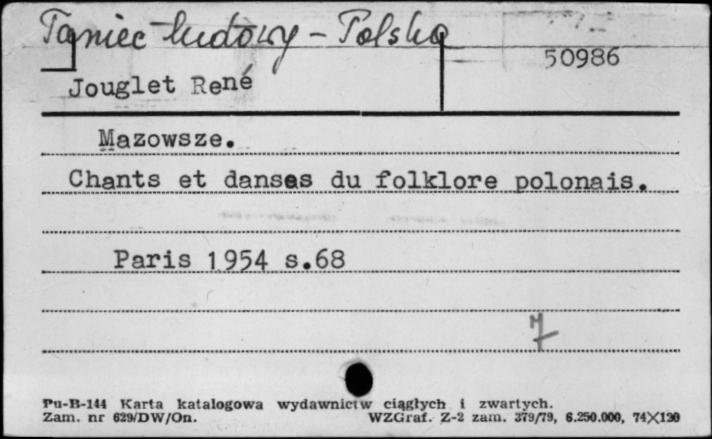 Taniec ludowy - Polska
50986
Jouglet René
Mazowsze.
Chants et danses du folklore polonais.
Paris 1954 s.68
7
Pu-B-144 Karta katalogowa wydawnictw ciągłych i zwartych.
Zam. nr 629/DW/On. WZGraf. Z-2 zam. 379/79, 6.250.000, 74X120